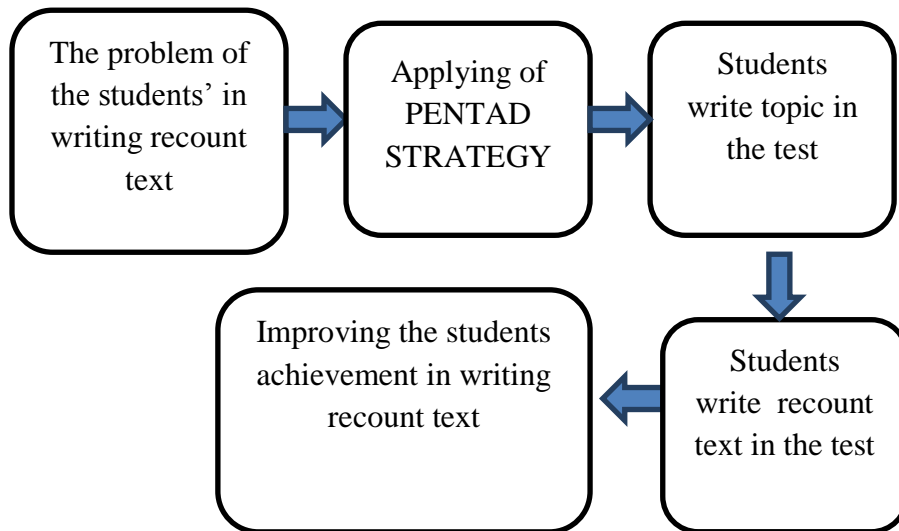 The problem of
the students’ in
writing recount
text
Applying of
PENTAD
STRATEGY
Students
write topic in
the test
Students
write recount
text in the test
Improving the students
achievement in writing
recount text